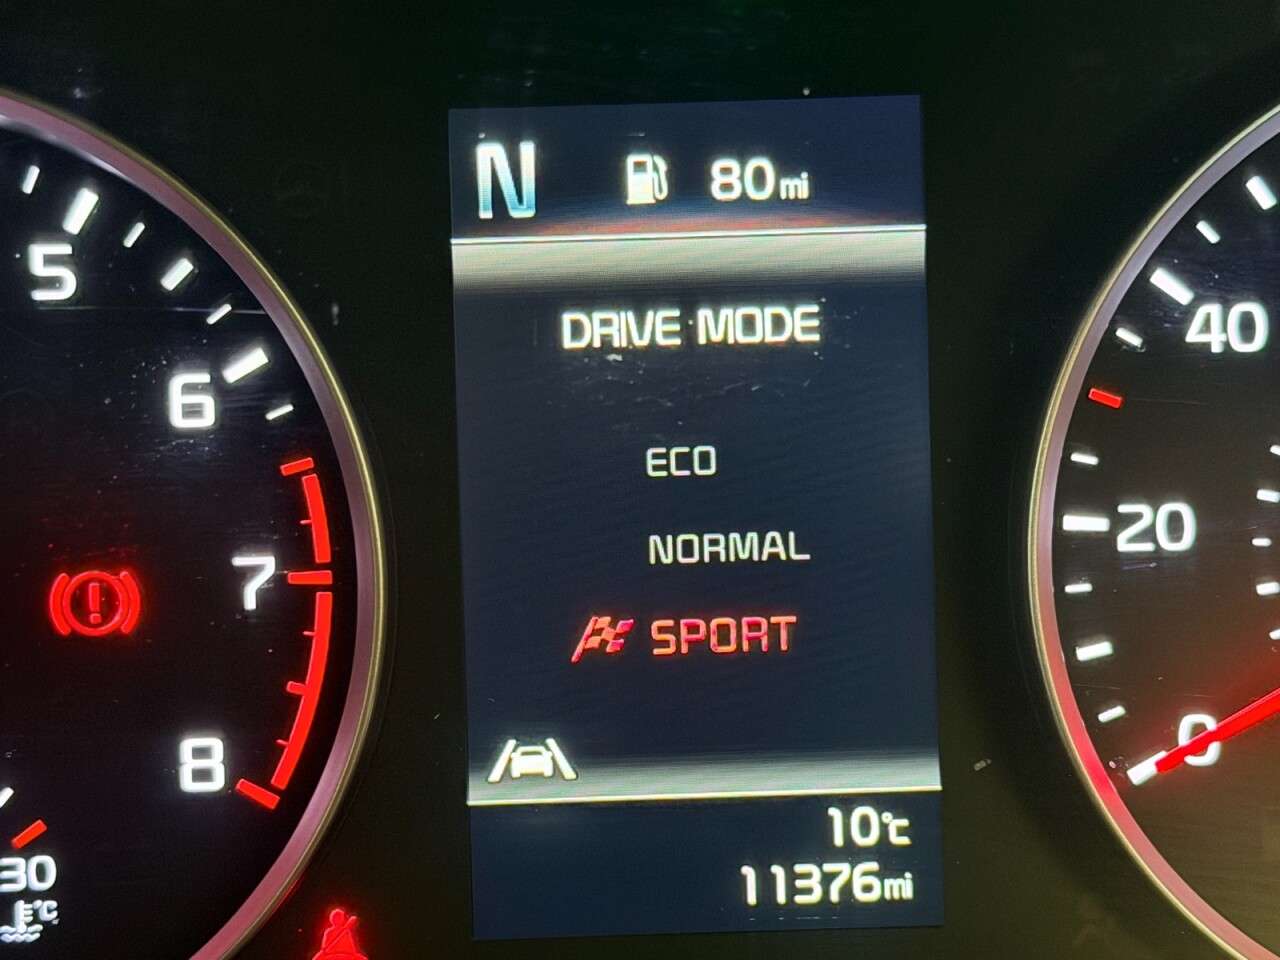 N 80mi
DRIVE MODE
ECO
NORMAL
SPORT
10°C
11376mi
5
6
7
8
30
°C
40
20
0